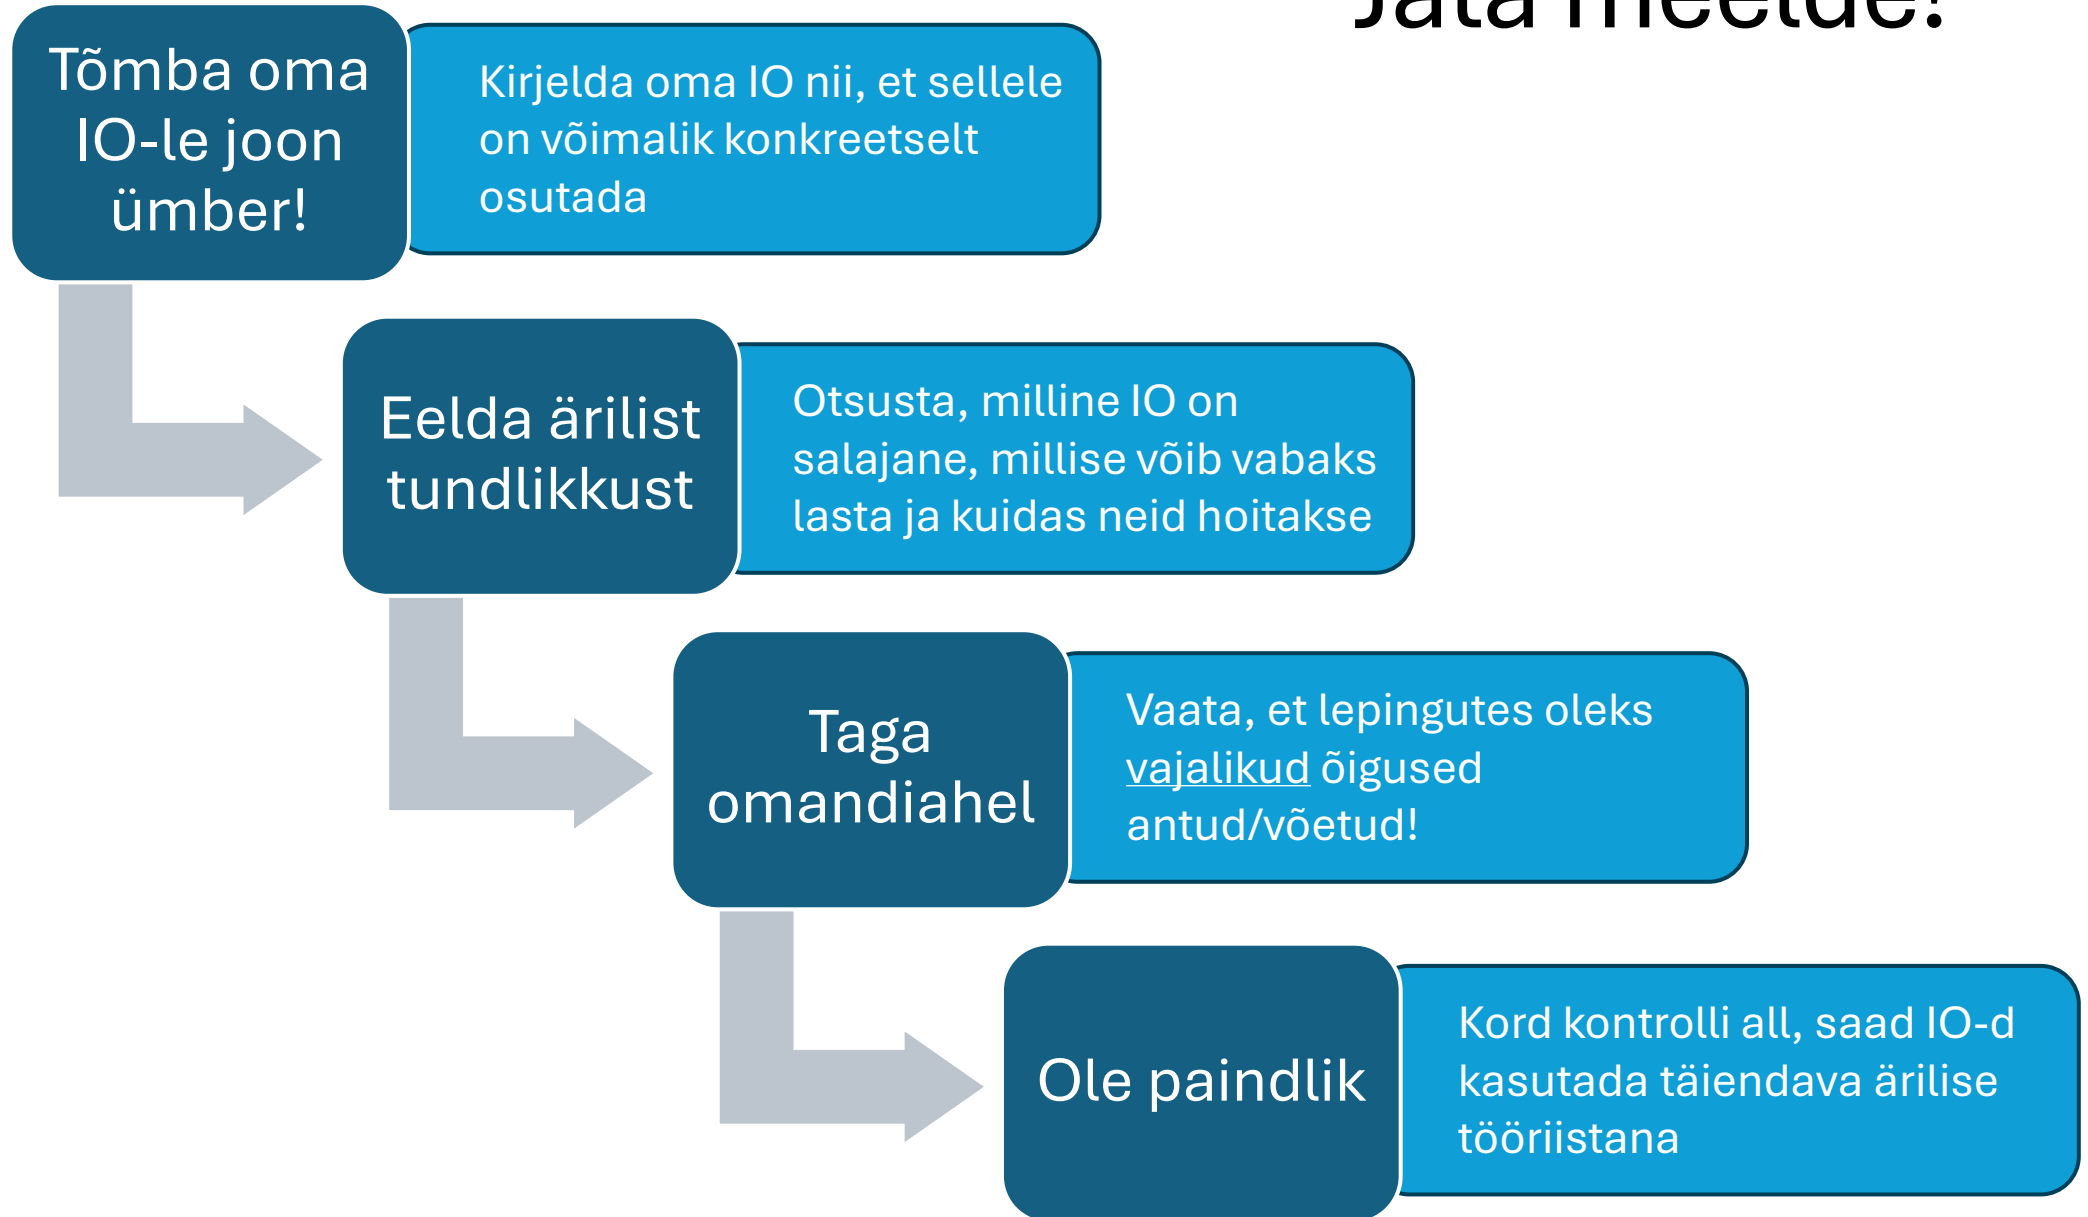 Jäta meelde!
Tõmba oma
IO-le joon
ümber!
Kirjelda oma IO nii, et sellele
on võimalik konkreetselt
osutada
Eelda ärilist
tundlikkust
Otsusta, milline IO on
salajane, millise võib vabaks
lasta ja kuidas neid hoitakse
Taga
omandiahel
Vaata, et lepingutes oleks
vajalikud õigused
antud/võetud!
Ole paindlik
Kord kontrolli all, saad IO-d
kasutada täiendava ärilise
tööriistana